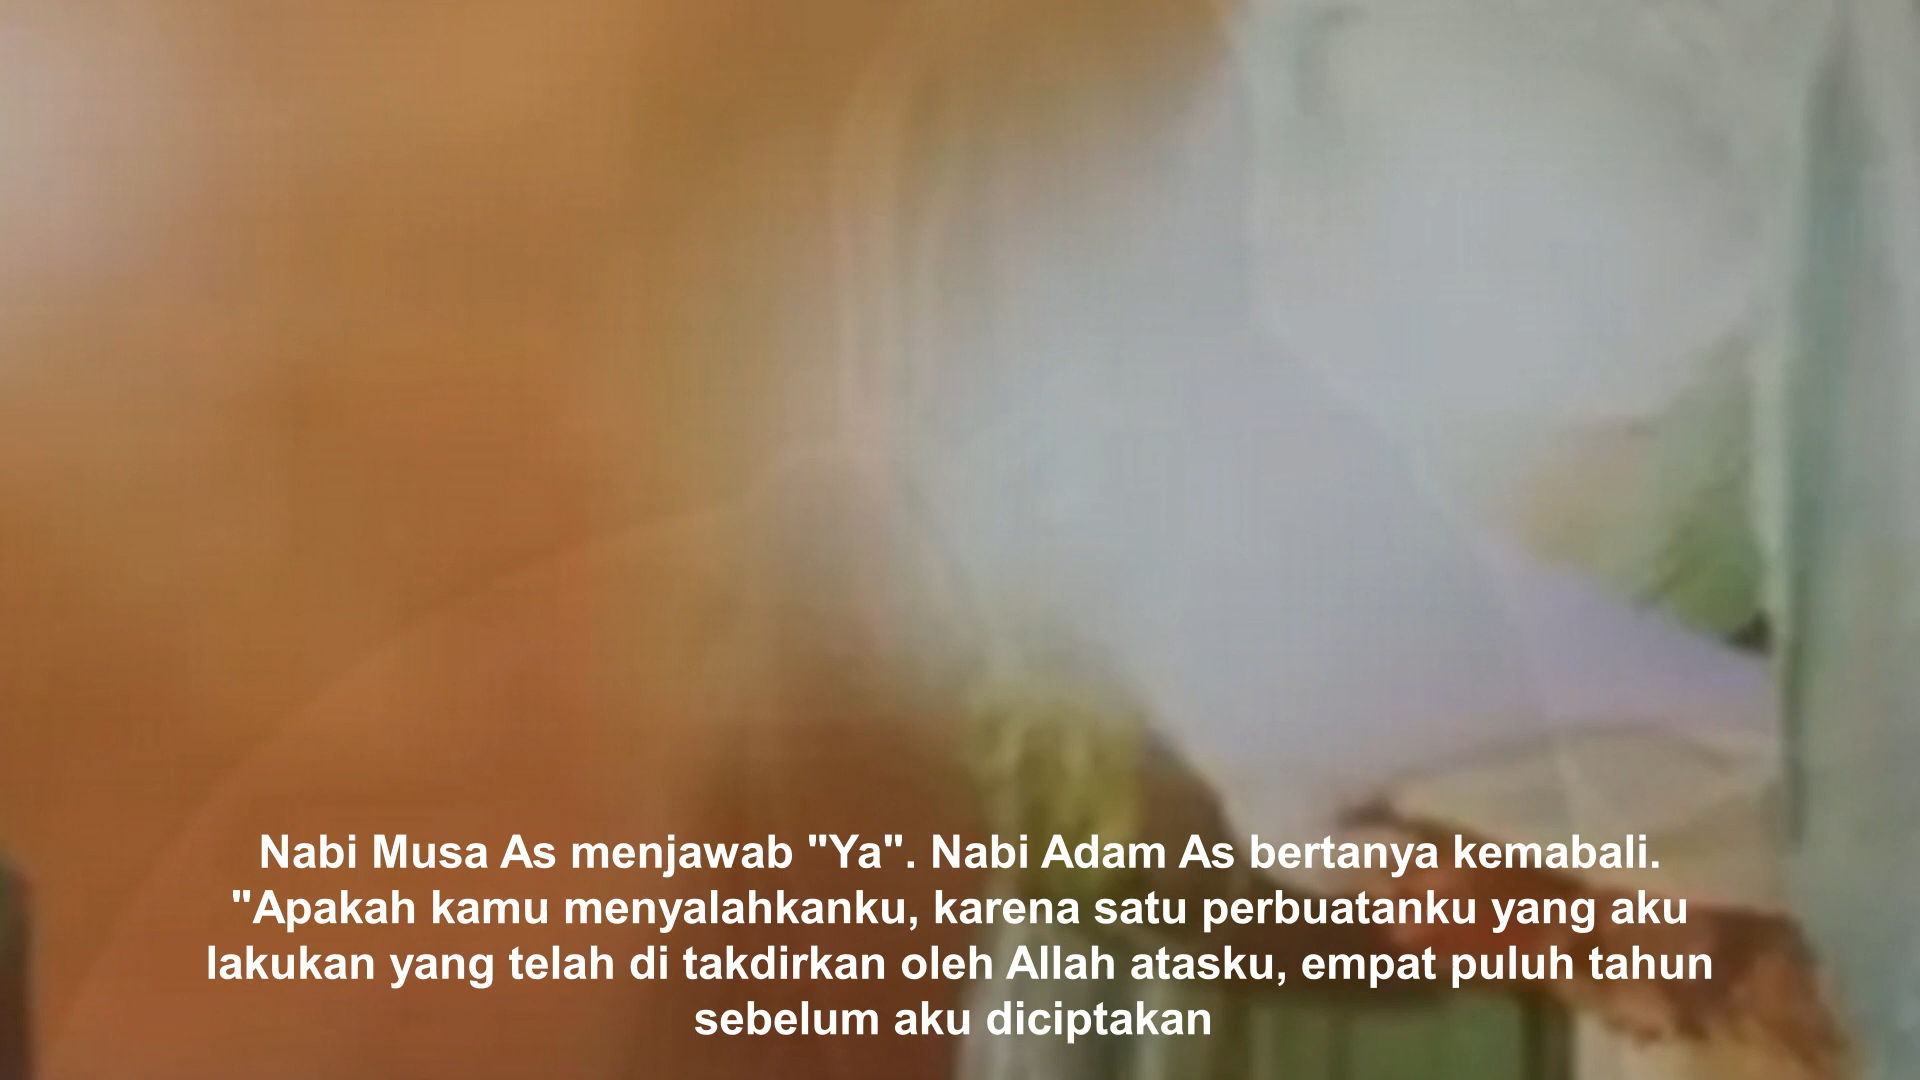 Nabi Musa As menjawab "Ya". Nabi Adam As bertanya kemabali.
"Apakah kamu menyalahkanku, karena satu perbuatanku yang aku
lakukan yang telah di takdirkan oleh Allah atasku, empat puluh tahun
sebelum aku diciptakan